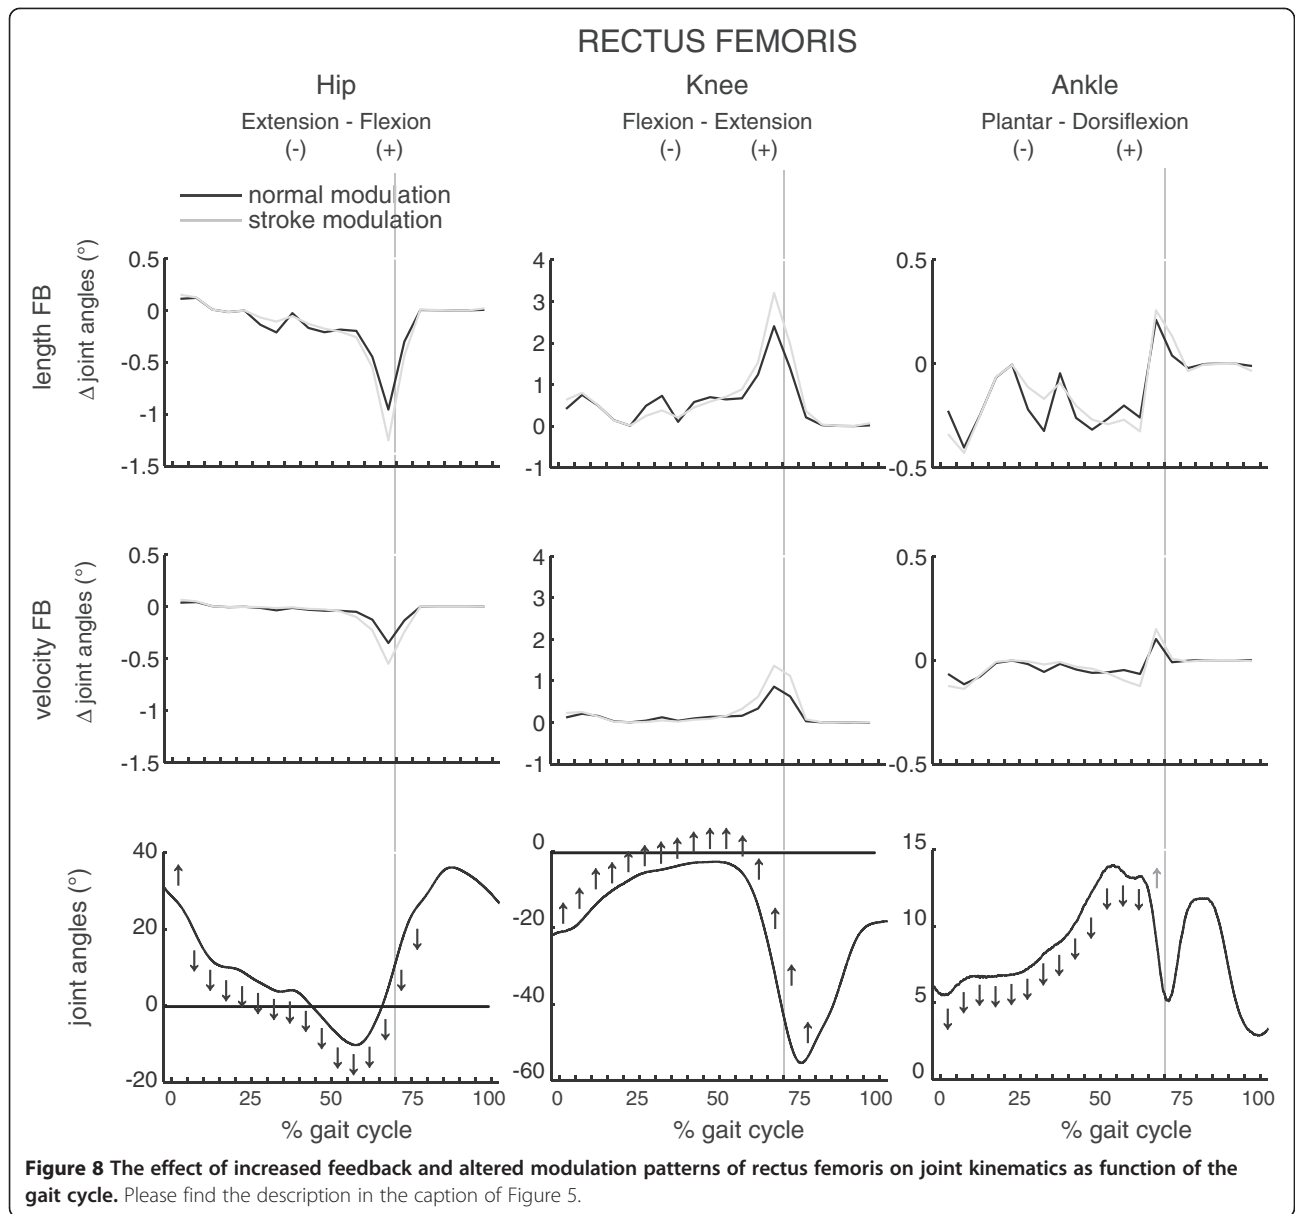 RECTUS FEMORIS
Hip Knee Ankle
Extension - Flexion Flexion - Extension Plantar - Dorsiflexion
(-) (+) (-) (+) (-) (+)
normal modulation
stroke modulation
length FB
Δ joint angles (°)
0.5
0
-0.5
-1
-1.5
4
3
2
1
0
-1
0.5
0
-0.5
velocity FB
Δ joint angles (°)
0.5
0
-0.5
-1
-1.5
4
3
2
1
0
-1
0.5
0
-0.5
joint angles (°)
40
20
0
-20
0
-20
-40
-60
15
10
5
0
0 25 50 75 100 0 25 50 75 100 0 25 50 75 100
% gait cycle % gait cycle % gait cycle
Figure 8 The effect of increased feedback and altered modulation patterns of rectus femoris on joint kinematics as function of the
gait cycle. Please find the description in the caption of Figure 5.